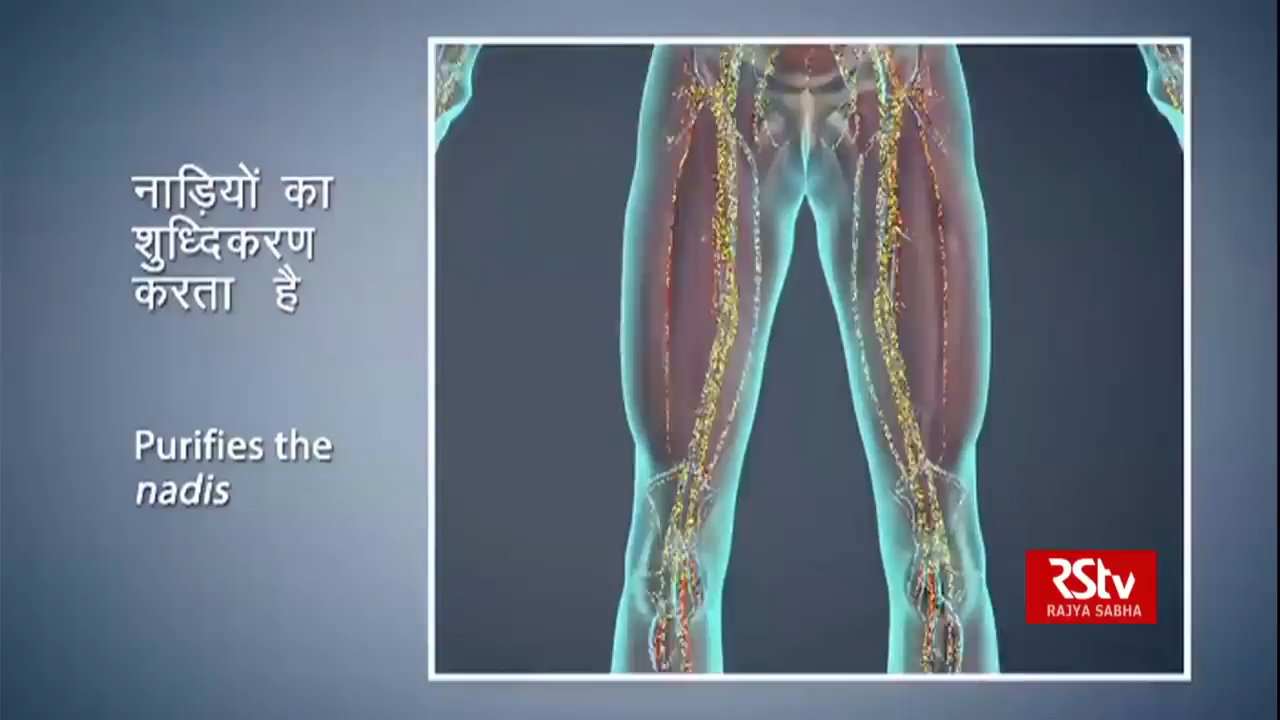 नाड़ियों का
शुध्दिकरण
करता है
Purifies the
nadis
RStv
RAJYA SABHA